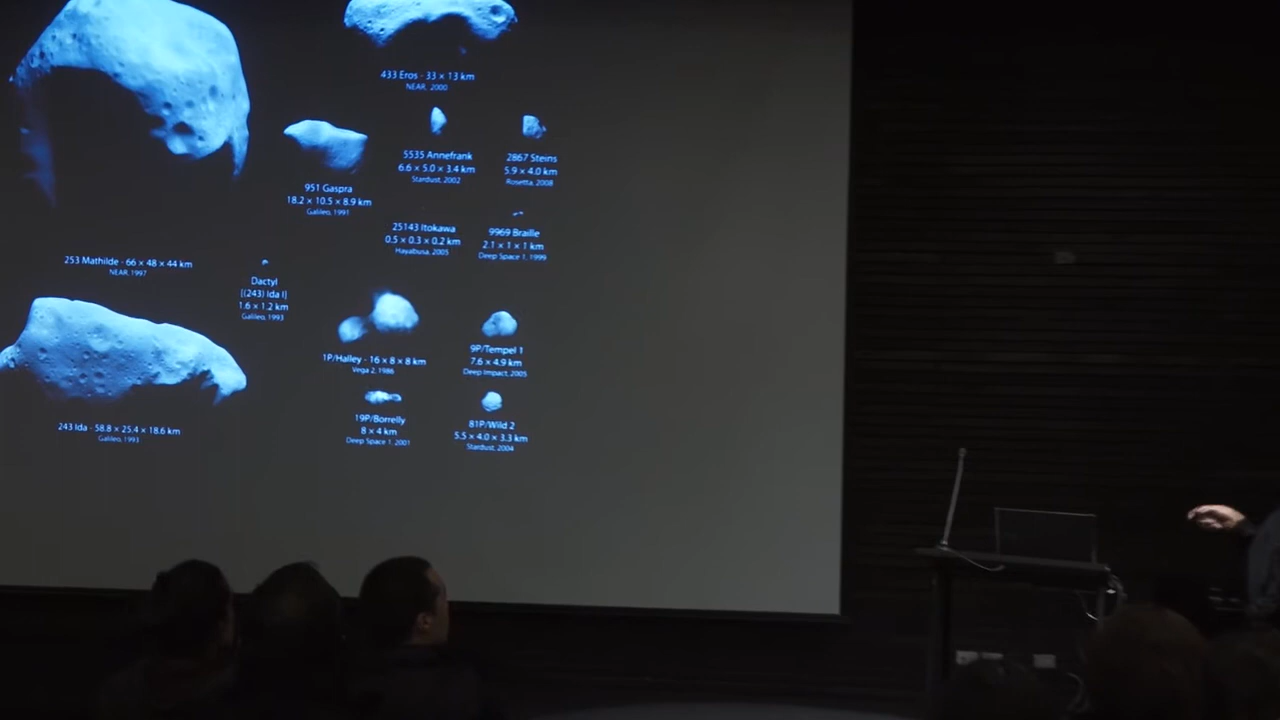 433 Eros - 33 × 13 km
NEAR, 2000
5535 Annefrank
6.6 × 5.0 × 3.4 km
Stardust, 2002
2867 Steins
5.9 × 4.0 km
Rosetta, 2008
951 Gaspra
18.2 × 10.5 × 8.9 km
Galileo, 1991
25143 Itokawa
0.5 × 0.3 × 0.2 km
Hayabusa, 2005
9969 Braille
2.1 × 1 × 1 km
Deep Space 1, 1999
253 Mathilde - 66 × 48 × 44 km
NEAR, 1997
Dactyl
[(243) Ida I]
1.6 × 1.2 km
Galileo, 1993
1P/Halley - 16 × 8 × 8 km
Vega 2, 1986
9P/Tempel 1
7.6 × 4.9 km
Deep Impact, 2005
19P/Borrelly
8 × 4 km
Deep Space 1, 2001
81P/Wild 2
5.5 × 4.0 × 3.3 km
Stardust, 2004
243 Ida - 58.8 × 25.4 × 18.6 km
Galileo, 1993